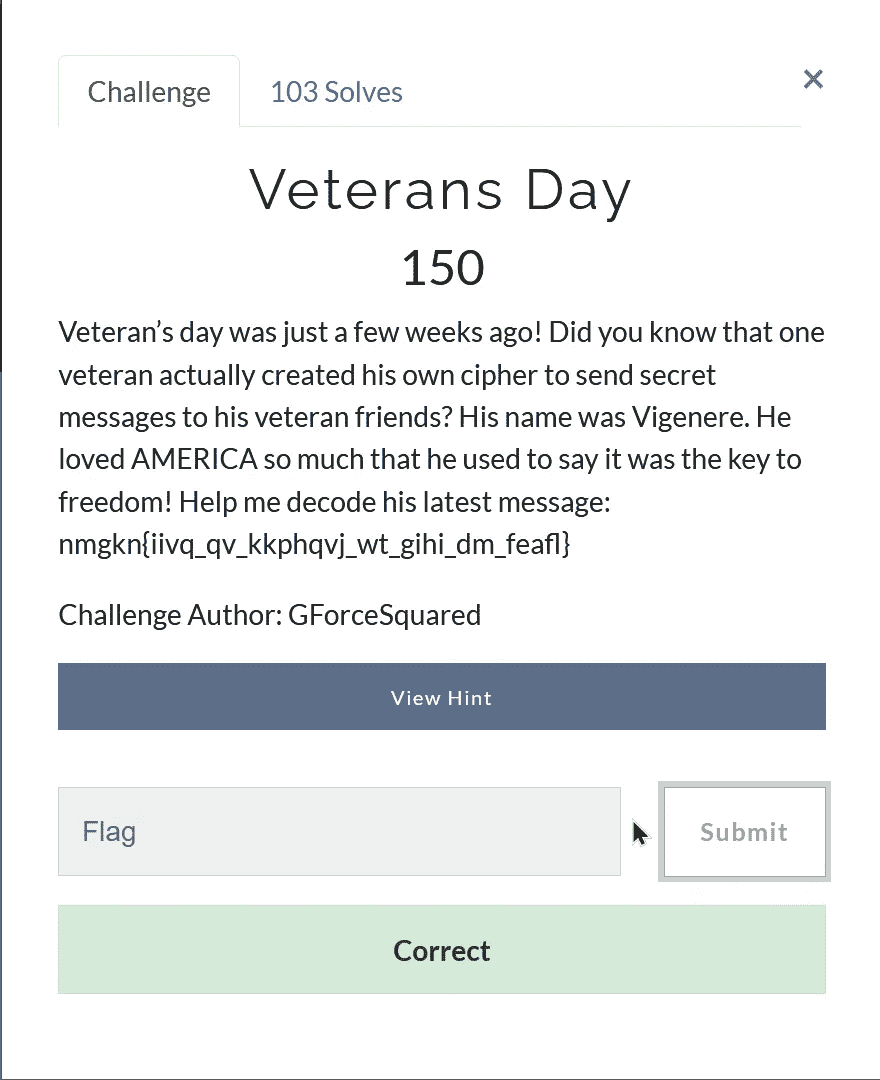 Challenge
103 Solves
×
Veterans Day
150
Veteran’s day was just a few weeks ago! Did you know that one
veteran actually created his own cipher to send secret
messages to his veteran friends? His name was Vigenere. He
loved AMERICA so much that he used to say it was the key to
freedom! Help me decode his latest message:
nmgkn{iivq_qv_kkphqvj_wt_gihi_dm_feafl}
Challenge Author: GForceSquared
View Hint
Flag
Submit
Correct